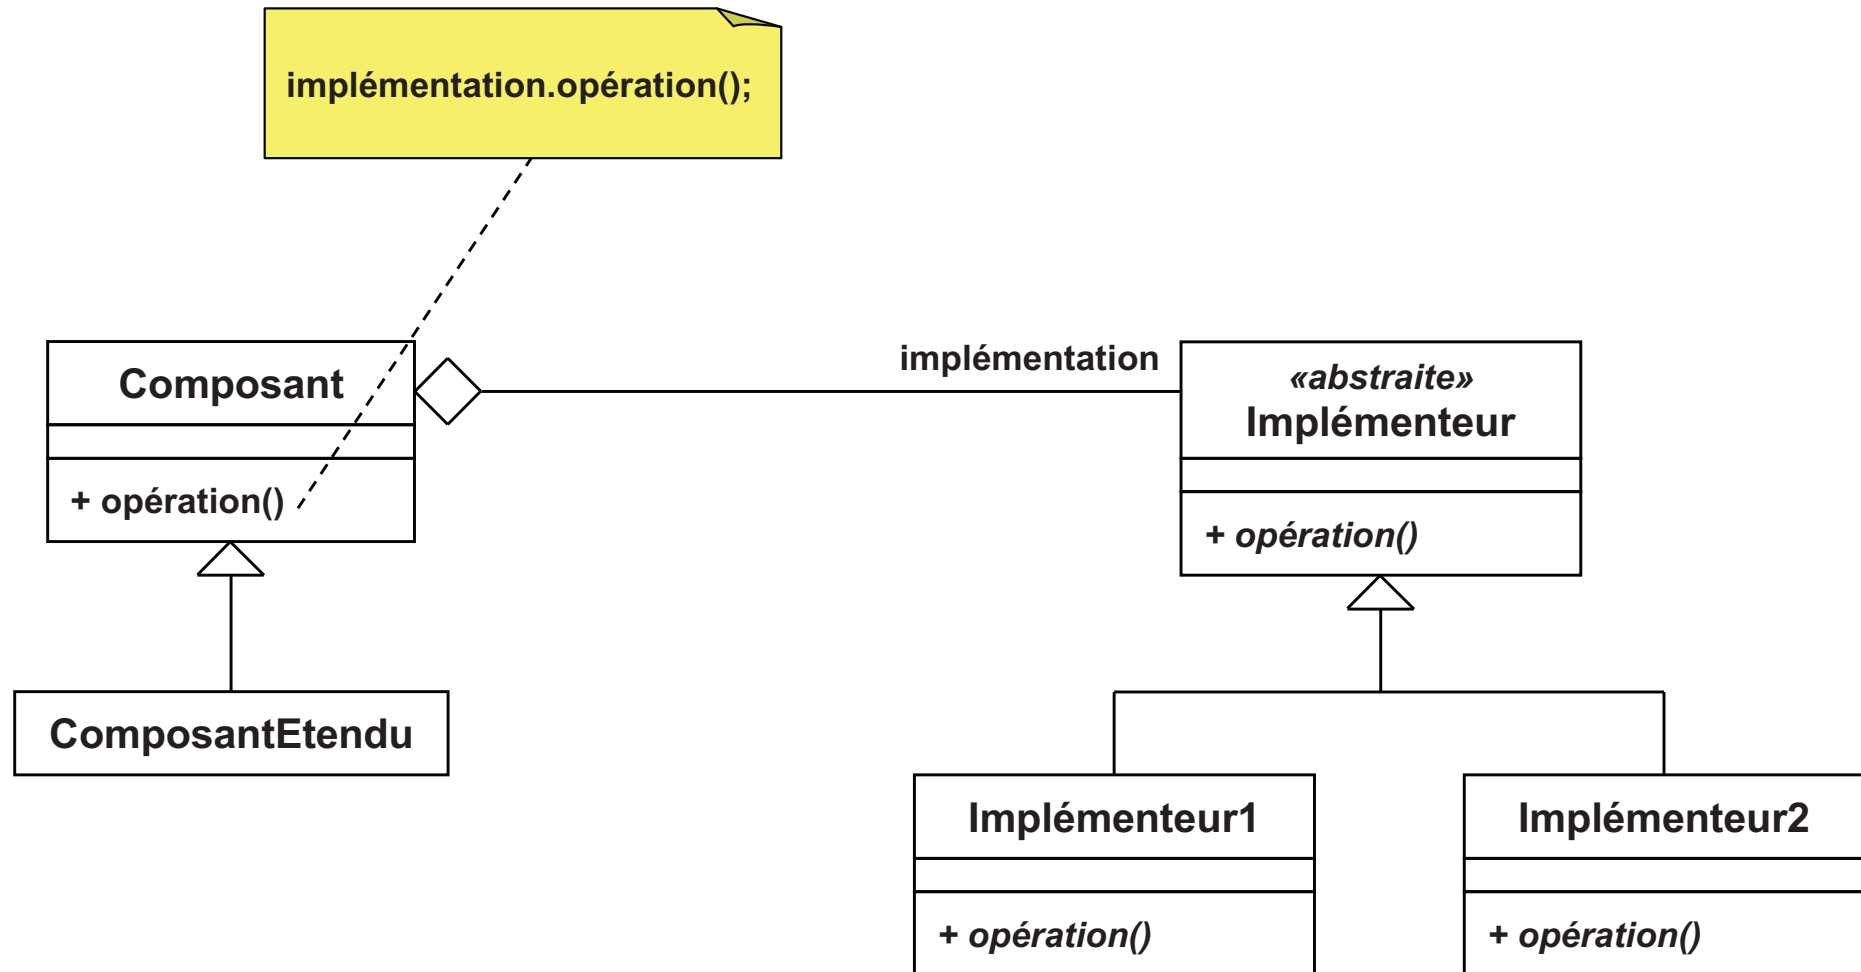 implémentation.opération();
Composant
+ opération()
implémentation
«abstraite»
Implémenteur
+ opération()
ComposantEtendu
Implémenteur1
+ opération()
Implémenteur2
+ opération()